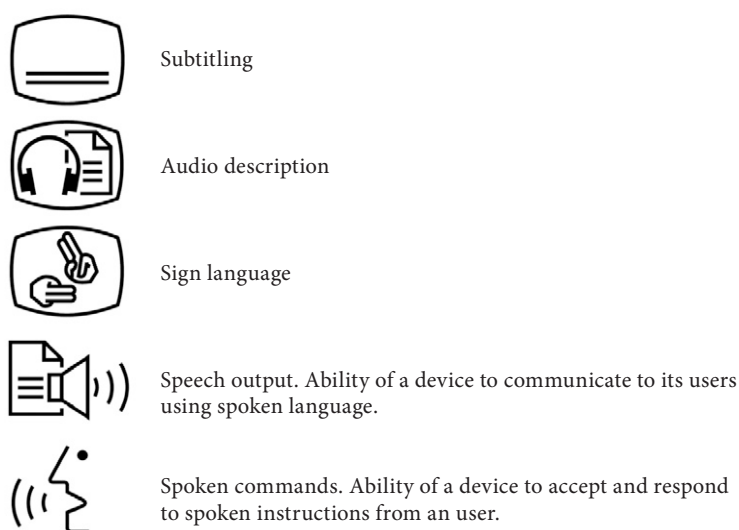 Subtitling
Audio description
Sign language
Speech output. Ability of a device to communicate to its users
using spoken language.
Spoken commands. Ability of a device to accept and respond
to spoken instructions from an user.